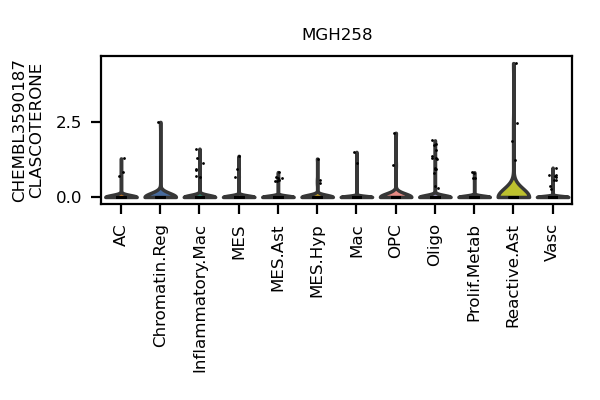 MGH258
CHEMBL3590187
CLASCOTERONE
2.5
0.0
AC
Chromatin.Reg
Inflammatory.Mac
MES
MES.Ast
MES.Hyp
Mac
OPC
Oligo
Prolif.Metab
Reactive.Ast
Vasc